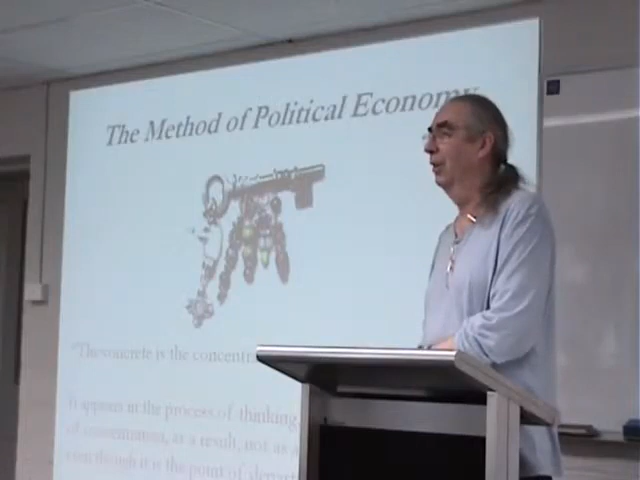 The Method of Political Economy
"The concrete is the concentr
It appears in the process of thinking,
of concentration, as a result, not as a
even though it is the point of depart